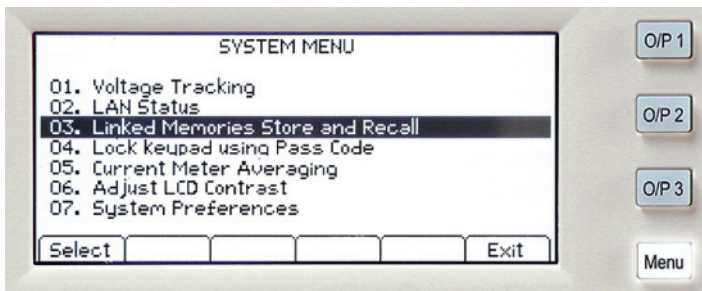 SYSTEM MENU
01. Voltage Tracking
02. LAN Status
03. Linked Memories Store and Recall
04. Lock keypad using Pass Code
05. Current Meter Averaging
06. Adjust LCD Contrast
07. System Preferences
Select Exit
O/P 1
O/P 2
O/P 3
Menu